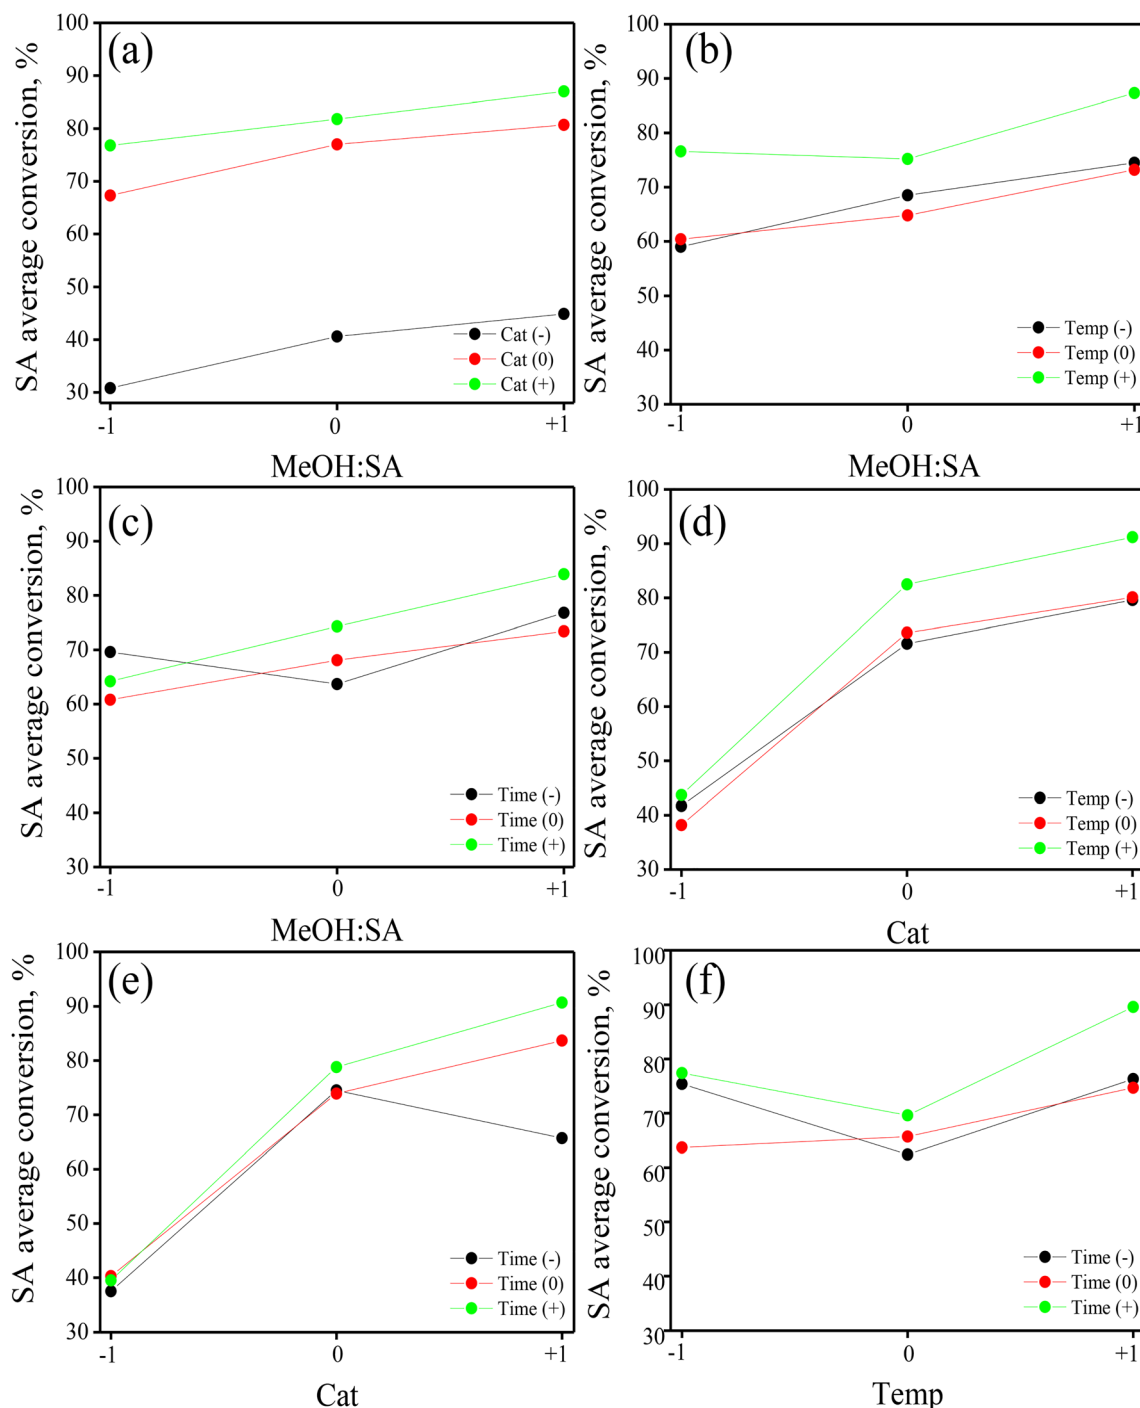 (a)
SA average conversion, %
100
90
80
70
60
50
40
30
-1
0
+1
MeOH:SA
Cat (-)
Cat (0)
Cat (+)
(b)
SA average conversion, %
100
90
80
70
60
50
40
30
-1
0
+1
MeOH:SA
Temp (-)
Temp (0)
Temp (+)
(c)
SA average conversion, %
100
90
80
70
60
50
40
30
-1
0
+1
MeOH:SA
Time (-)
Time (0)
Time (+)
(d)
SA average conversion, %
100
90
80
70
60
50
40
30
-1
0
+1
Cat
Temp (-)
Temp (0)
Temp (+)
(e)
SA average conversion, %
100
90
80
70
60
50
40
30
-1
0
+1
Cat
Time (-)
Time (0)
Time (+)
(f)
SA average conversion, %
100
90
80
70
60
50
40
30
-1
0
+1
Temp
Time (-)
Time (0)
Time (+)